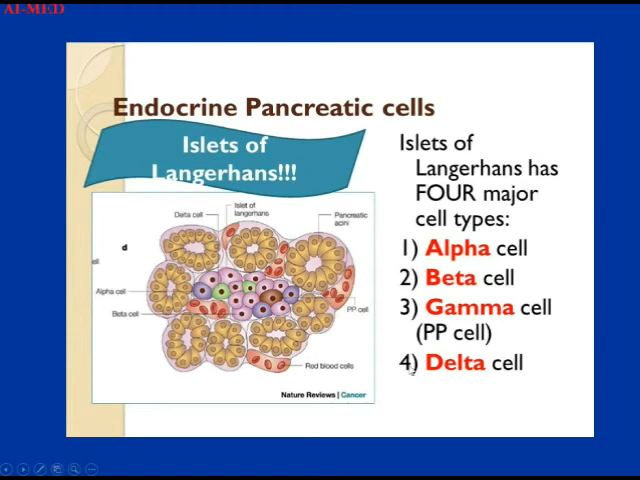 AI-MED
Endocrine Pancreatic cells
Islets of
Langerhans!!!
Islets of
Langerhans has
FOUR major
cell types:
1) Alpha cell
2) Beta cell
3) Gamma cell
(PP cell)
4) Delta cell
Islet of
langerhans
Delta cell
Pancreatic
acini
d
ell
Alpha cell
Beta cell
PP cell
Red blood cells
Nature Reviews | Cancer